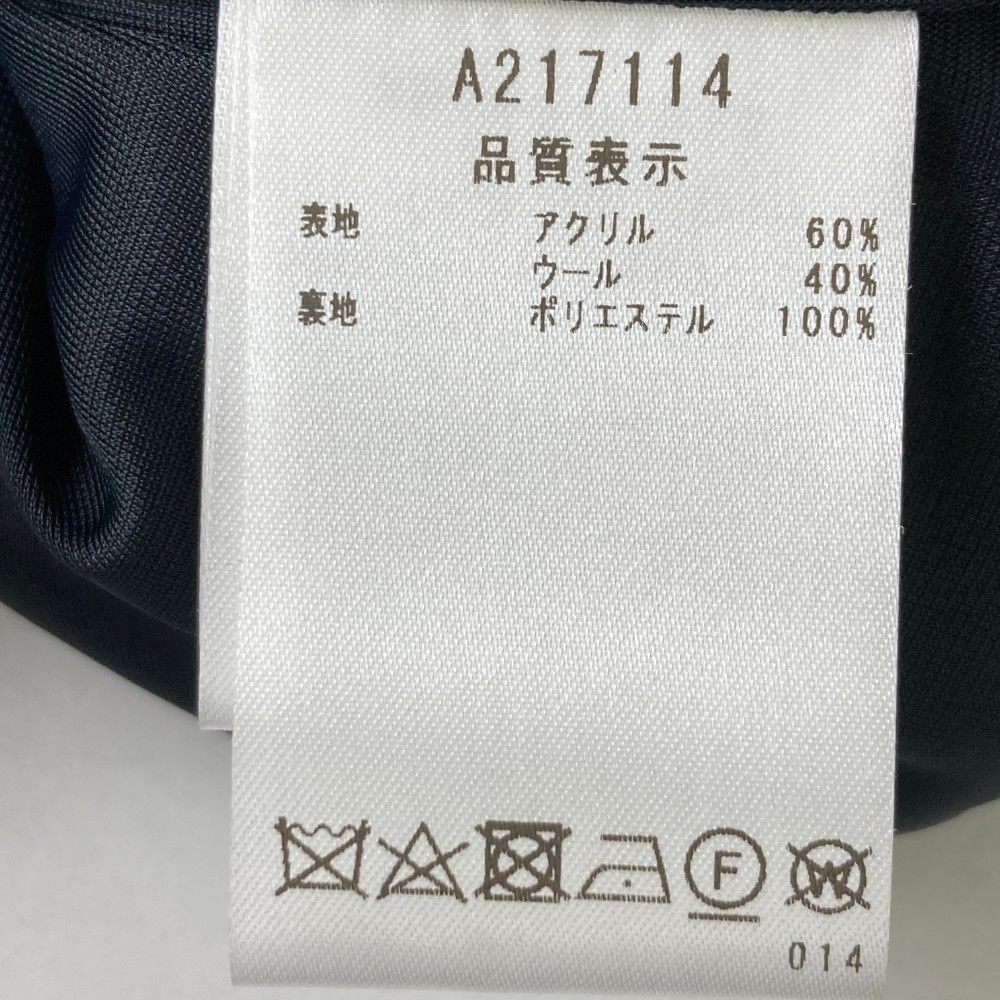 A217114
品質表示
表地 アクリル 60%
ウール 40%
裏地 ポリエステル 100%
F W
014